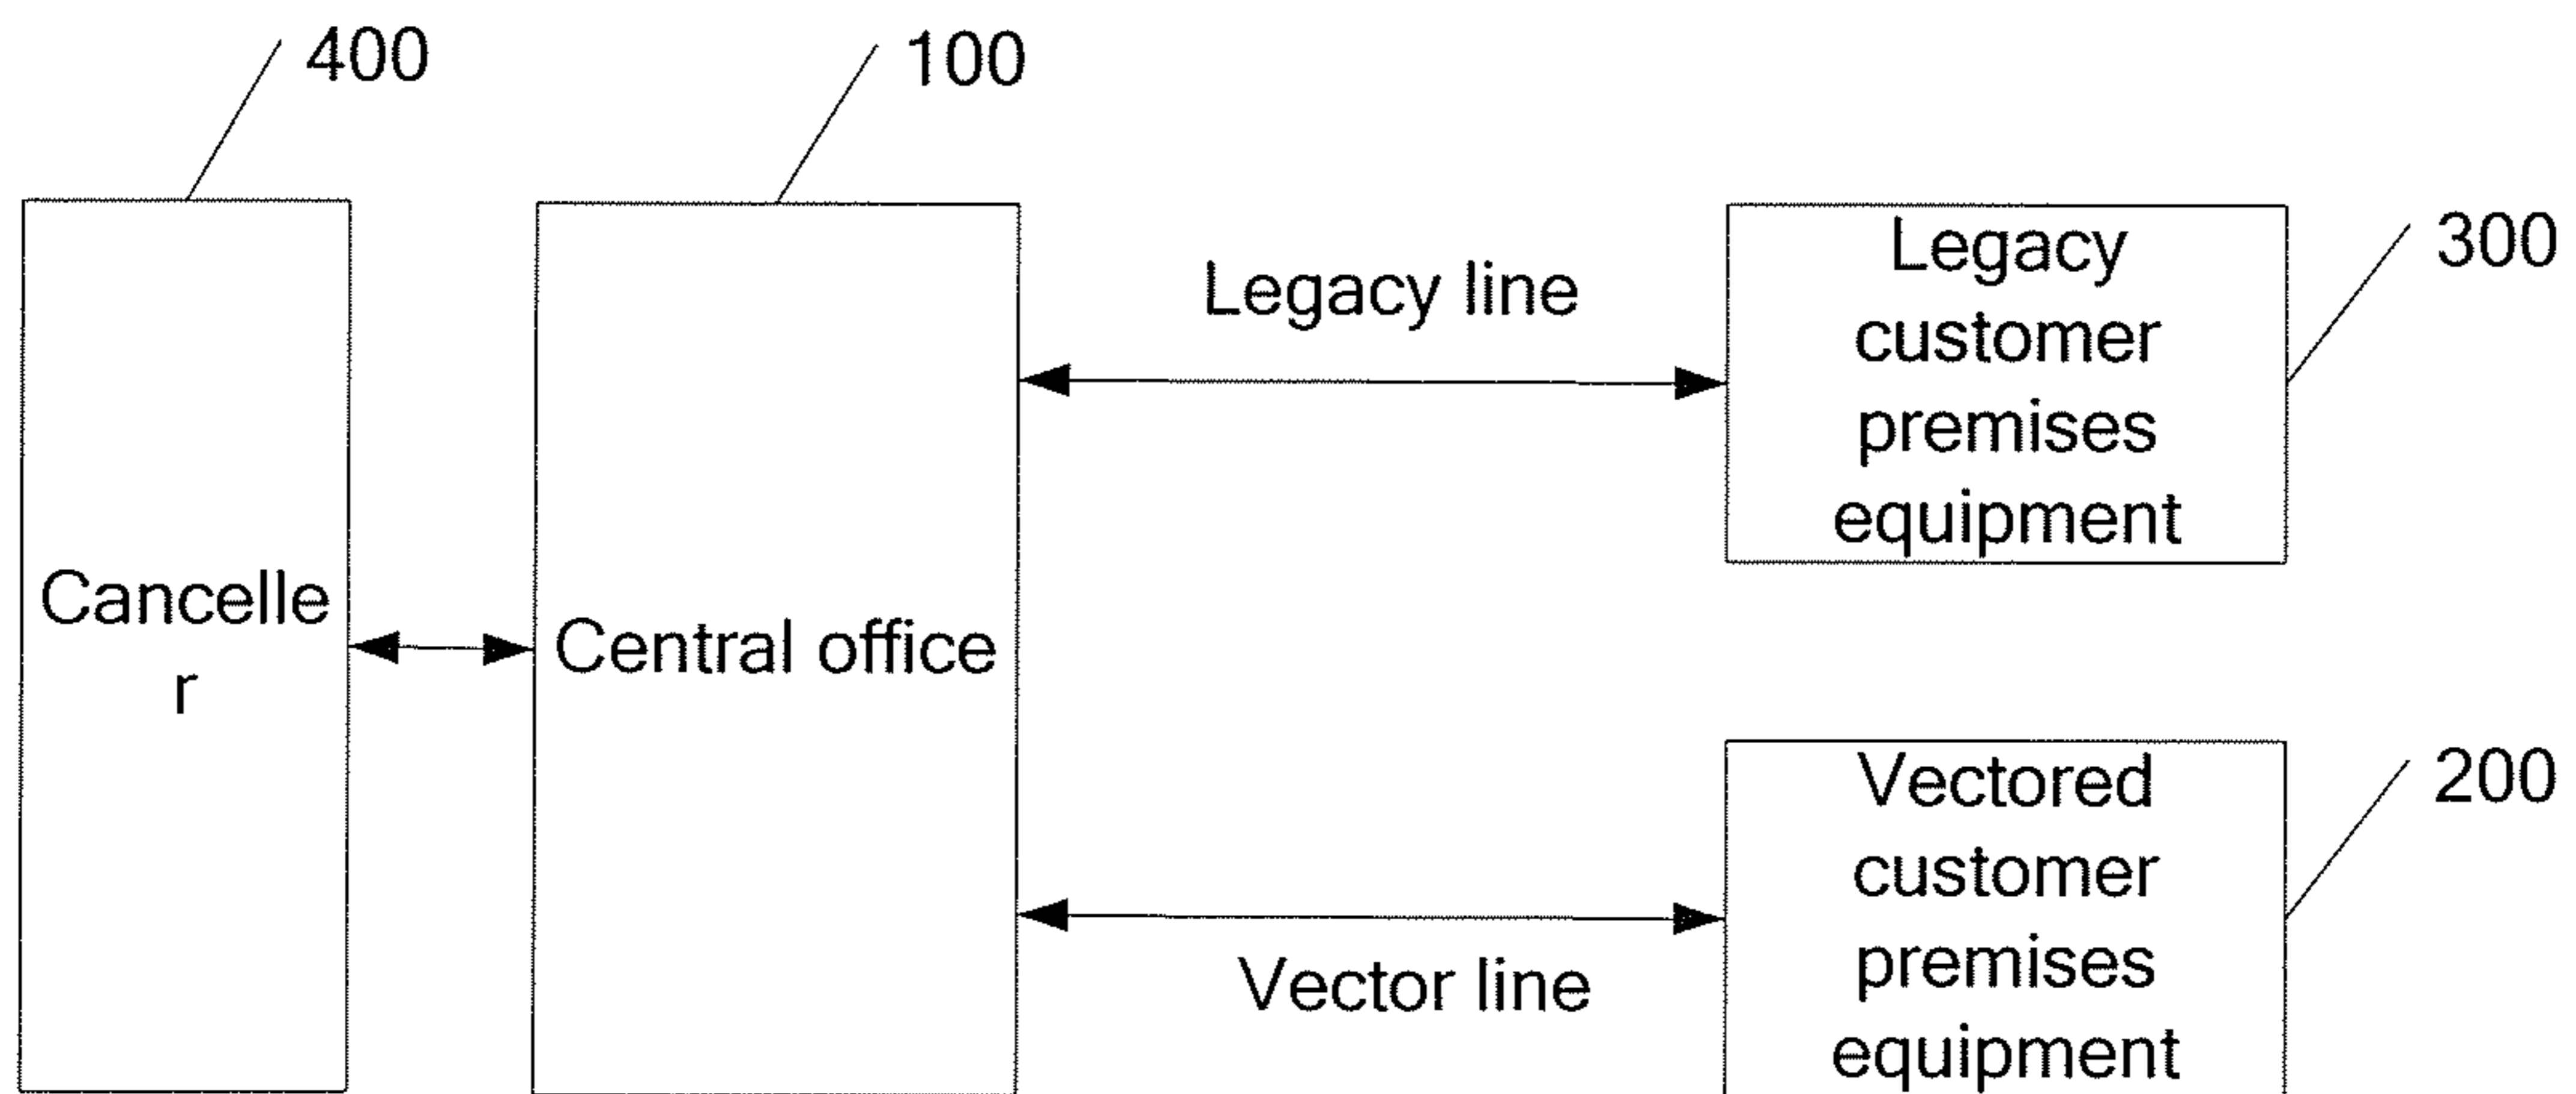 400
100
300
Legacy
customer
premises
equipment
Legacy line
Cancelle
r
Central office
200
Vectored
customer
premises
equipment
Vector line